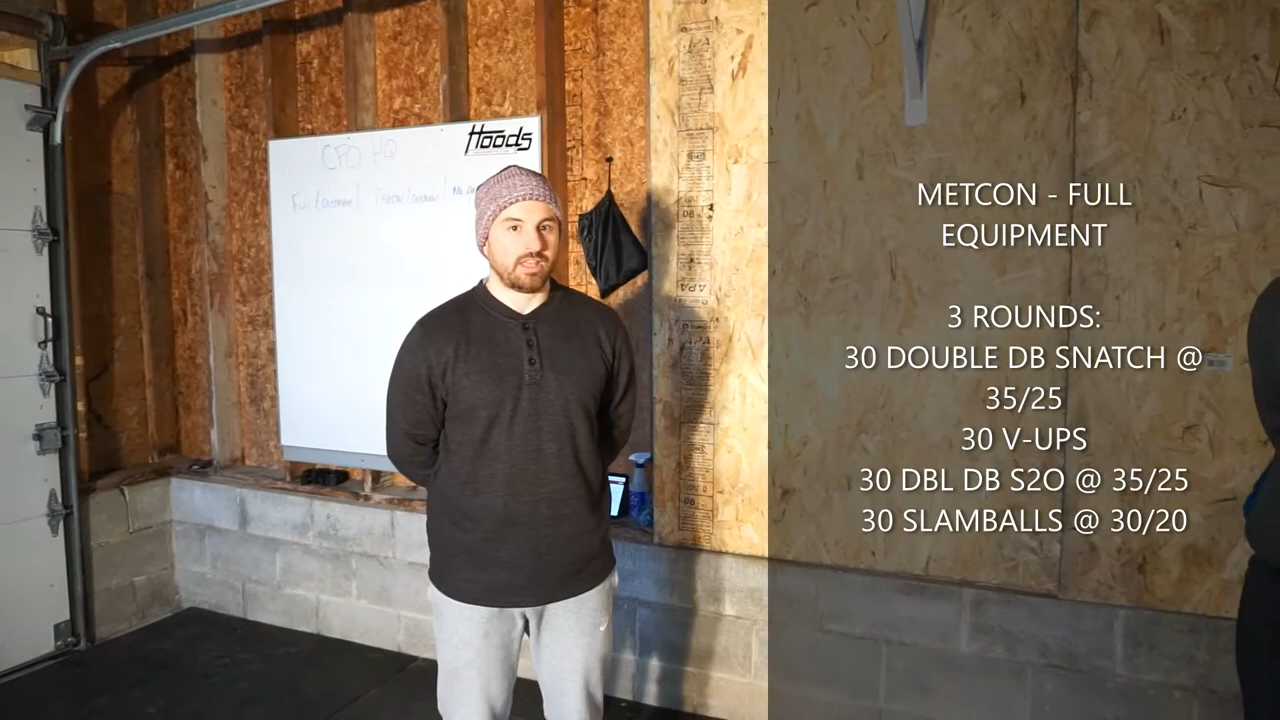 Hoods
CFQ HQ
METCON - FULL
EQUIPMENT
3 ROUNDS:
30 DOUBLE DB SNATCH @
35/25
30 V-UPS
30 DBL DB S2O @ 35/25
30 SLAMBALLS @ 30/20